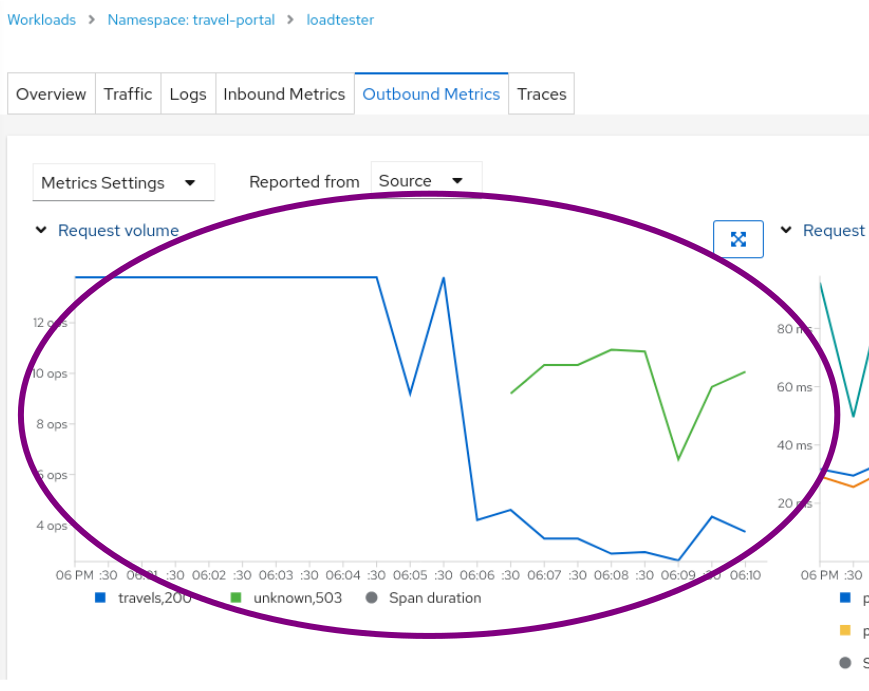 Workloads > Namespace: travel-portal > loadtester
Overview Traffic Logs Inbound Metrics Outbound Metrics Traces
Metrics Settings Reported from Source
Request volume Request
12 ops
10 ops
8 ops
6 ops
4 ops
06 PM :30 06:01 :30 06:02 :30 06:03 :30 06:04 :30 06:05 :30 06:06 :30 06:07 :30 06:08 :30 06:09 :30 06:10
travels,200 unknown,503 Span duration
80 ms
60 ms
40 ms
20 ms
06 PM :30
p
p
S